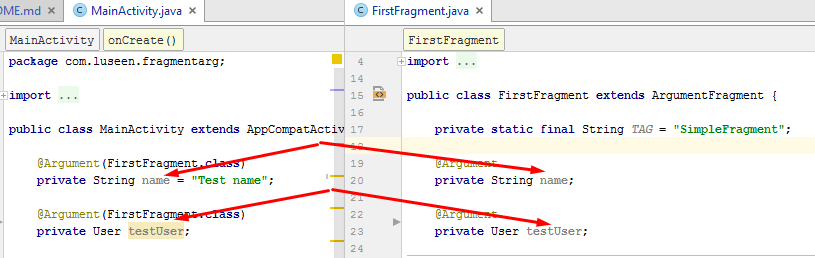 OME.md
MainActivity.java
MainActivity
onCreate()
package com.luseen.fragmentarg;
import ...
public class MainActivity extends AppCompatActiv
@Argument(FirstFragment.class)
private String name = "Test name";
@Argument(FirstFragment.class)
private User testUser;
FirstFragment.java
FirstFragment
4 import ...
14
15 public class FirstFragment extends ArgumentFragment {
16
17 private static final String TAG = "SimpleFragment";
18
19 @Argument
20 private String name;
21
22 @Argument
23 private User testUser;
24